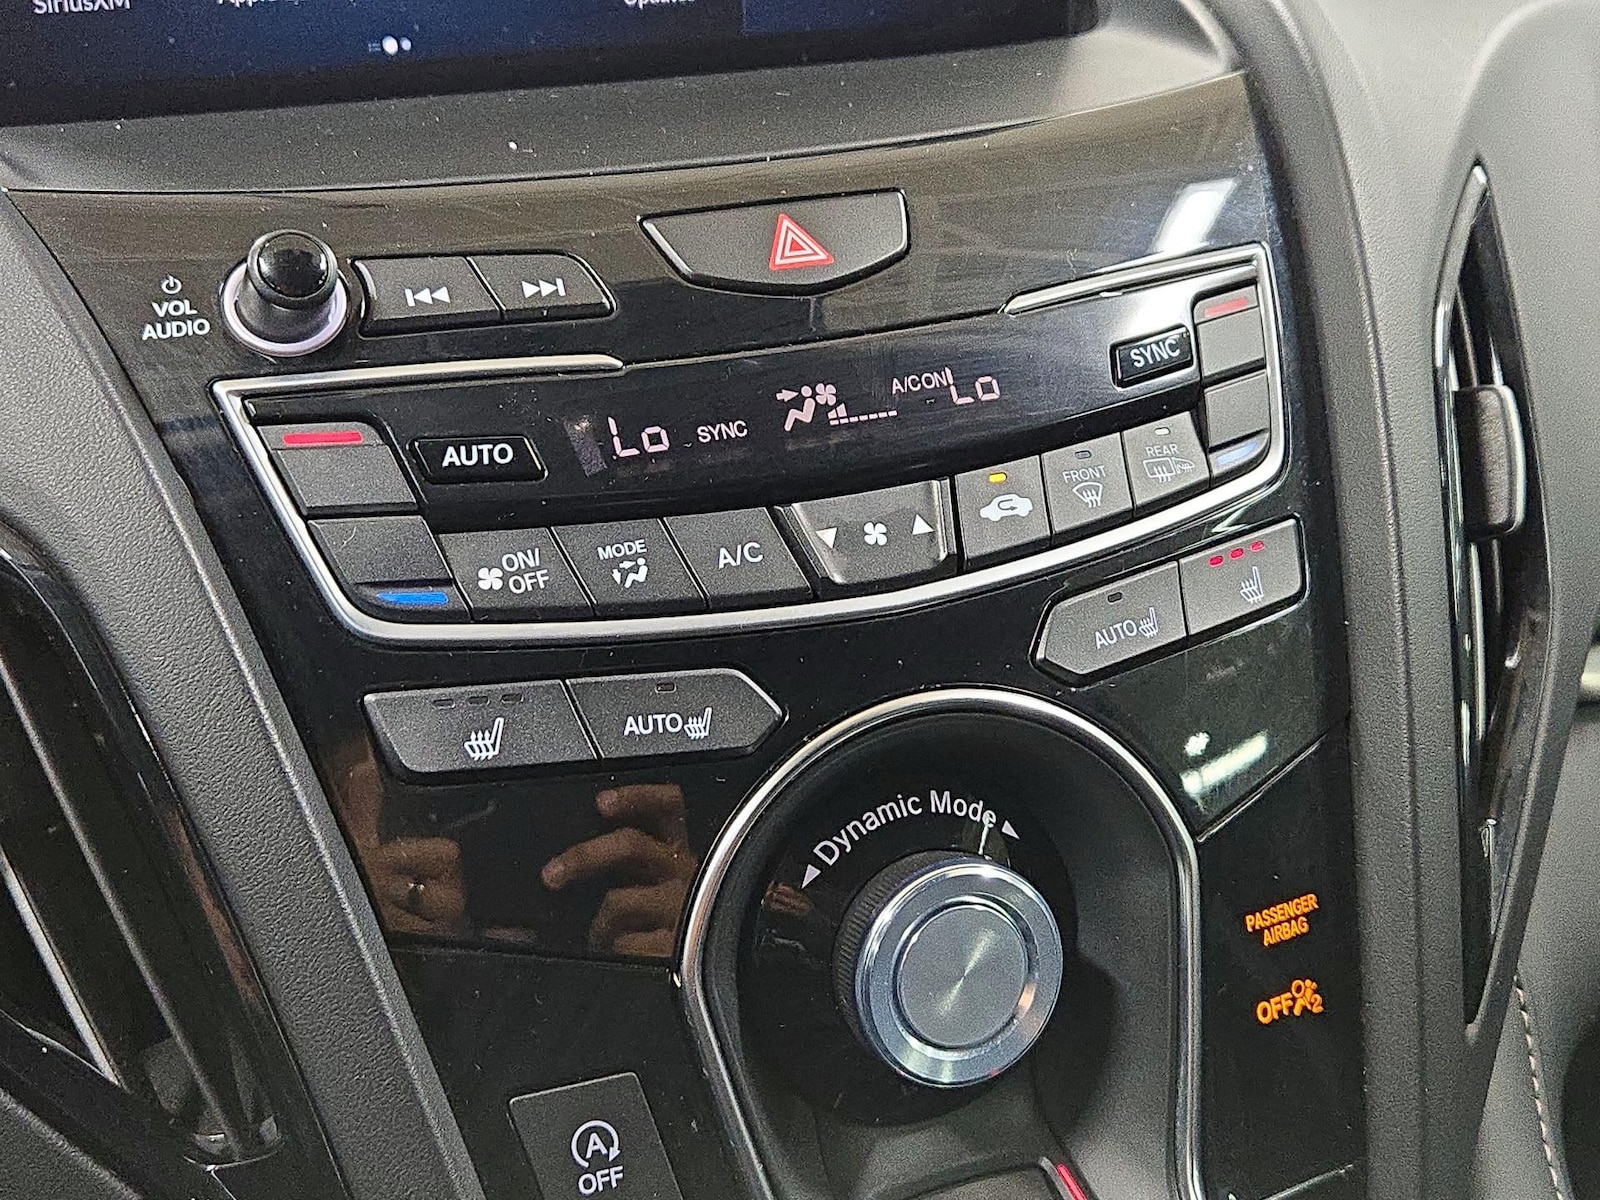 SiriusXM
VOL
AUDIO
SYNC
AUTO
Lo SYNC A/CON Lo
ON/
OFF
MODE
A/C
FRONT
REAR
AUTO
AUTO
Dynamic Mode
PASSENGER
AIRBAG
OFF 2
A
OFF